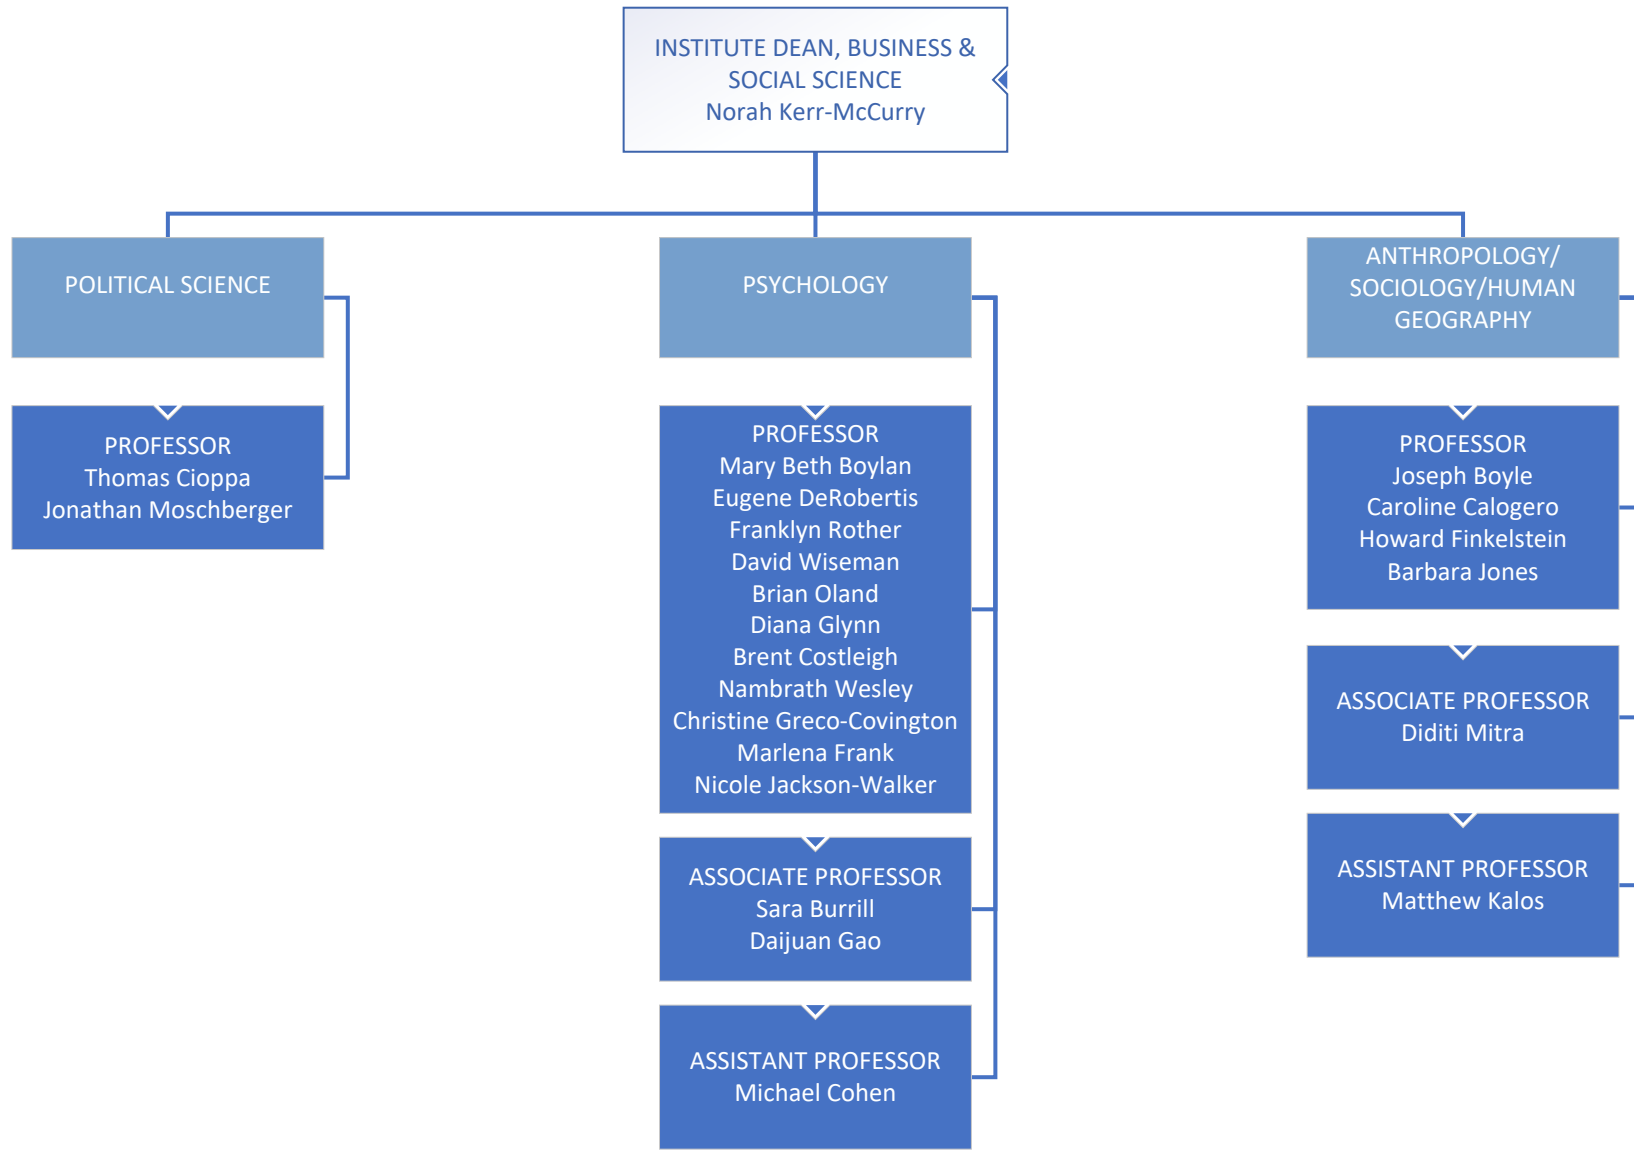 INSTITUTE DEAN, BUSINESS &
SOCIAL SCIENCE
Norah Kerr-McCurry
POLITICAL SCIENCE
PROFESSOR
Thomas Cioppa
Jonathan Moschberger
PSYCHOLOGY
PROFESSOR
Mary Beth Boylan
Eugene DeRobertis
Franklyn Rother
David Wiseman
Brian Oland
Diana Glynn
Brent Costleigh
Nambrath Wesley
Christine Greco-Covington
Marlena Frank
Nicole Jackson-Walker
ASSOCIATE PROFESSOR
Sara Burrill
Daijuan Gao
ASSISTANT PROFESSOR
Michael Cohen
ANTHROPOLOGY/
SOCIOLOGY/HUMAN
GEOGRAPHY
PROFESSOR
Joseph Boyle
Caroline Calogero
Howard Finkelstein
Barbara Jones
ASSOCIATE PROFESSOR
Diditi Mitra
ASSISTANT PROFESSOR
Matthew Kalos